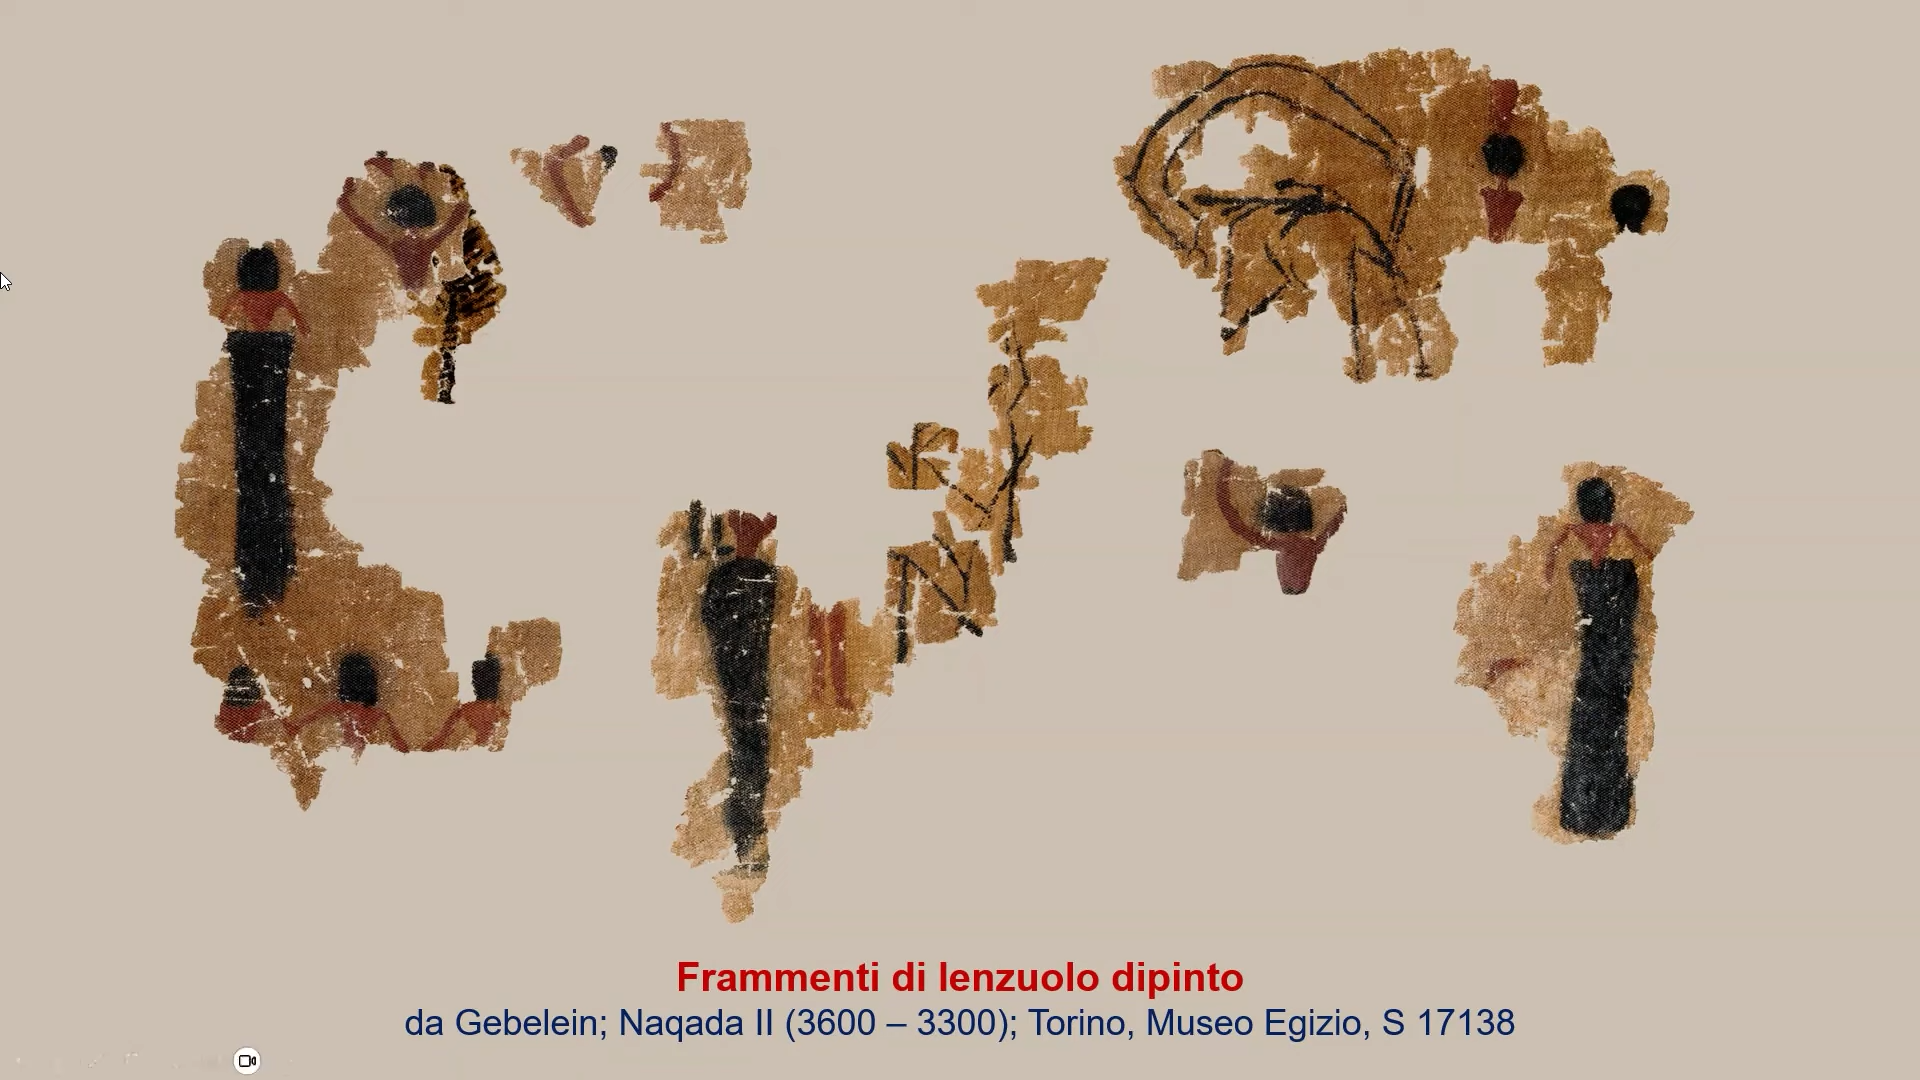 Frammenti di lenzuolo dipinto
da Gebelein; Naqada II (3600 – 3300); Torino, Museo Egizio, S 17138